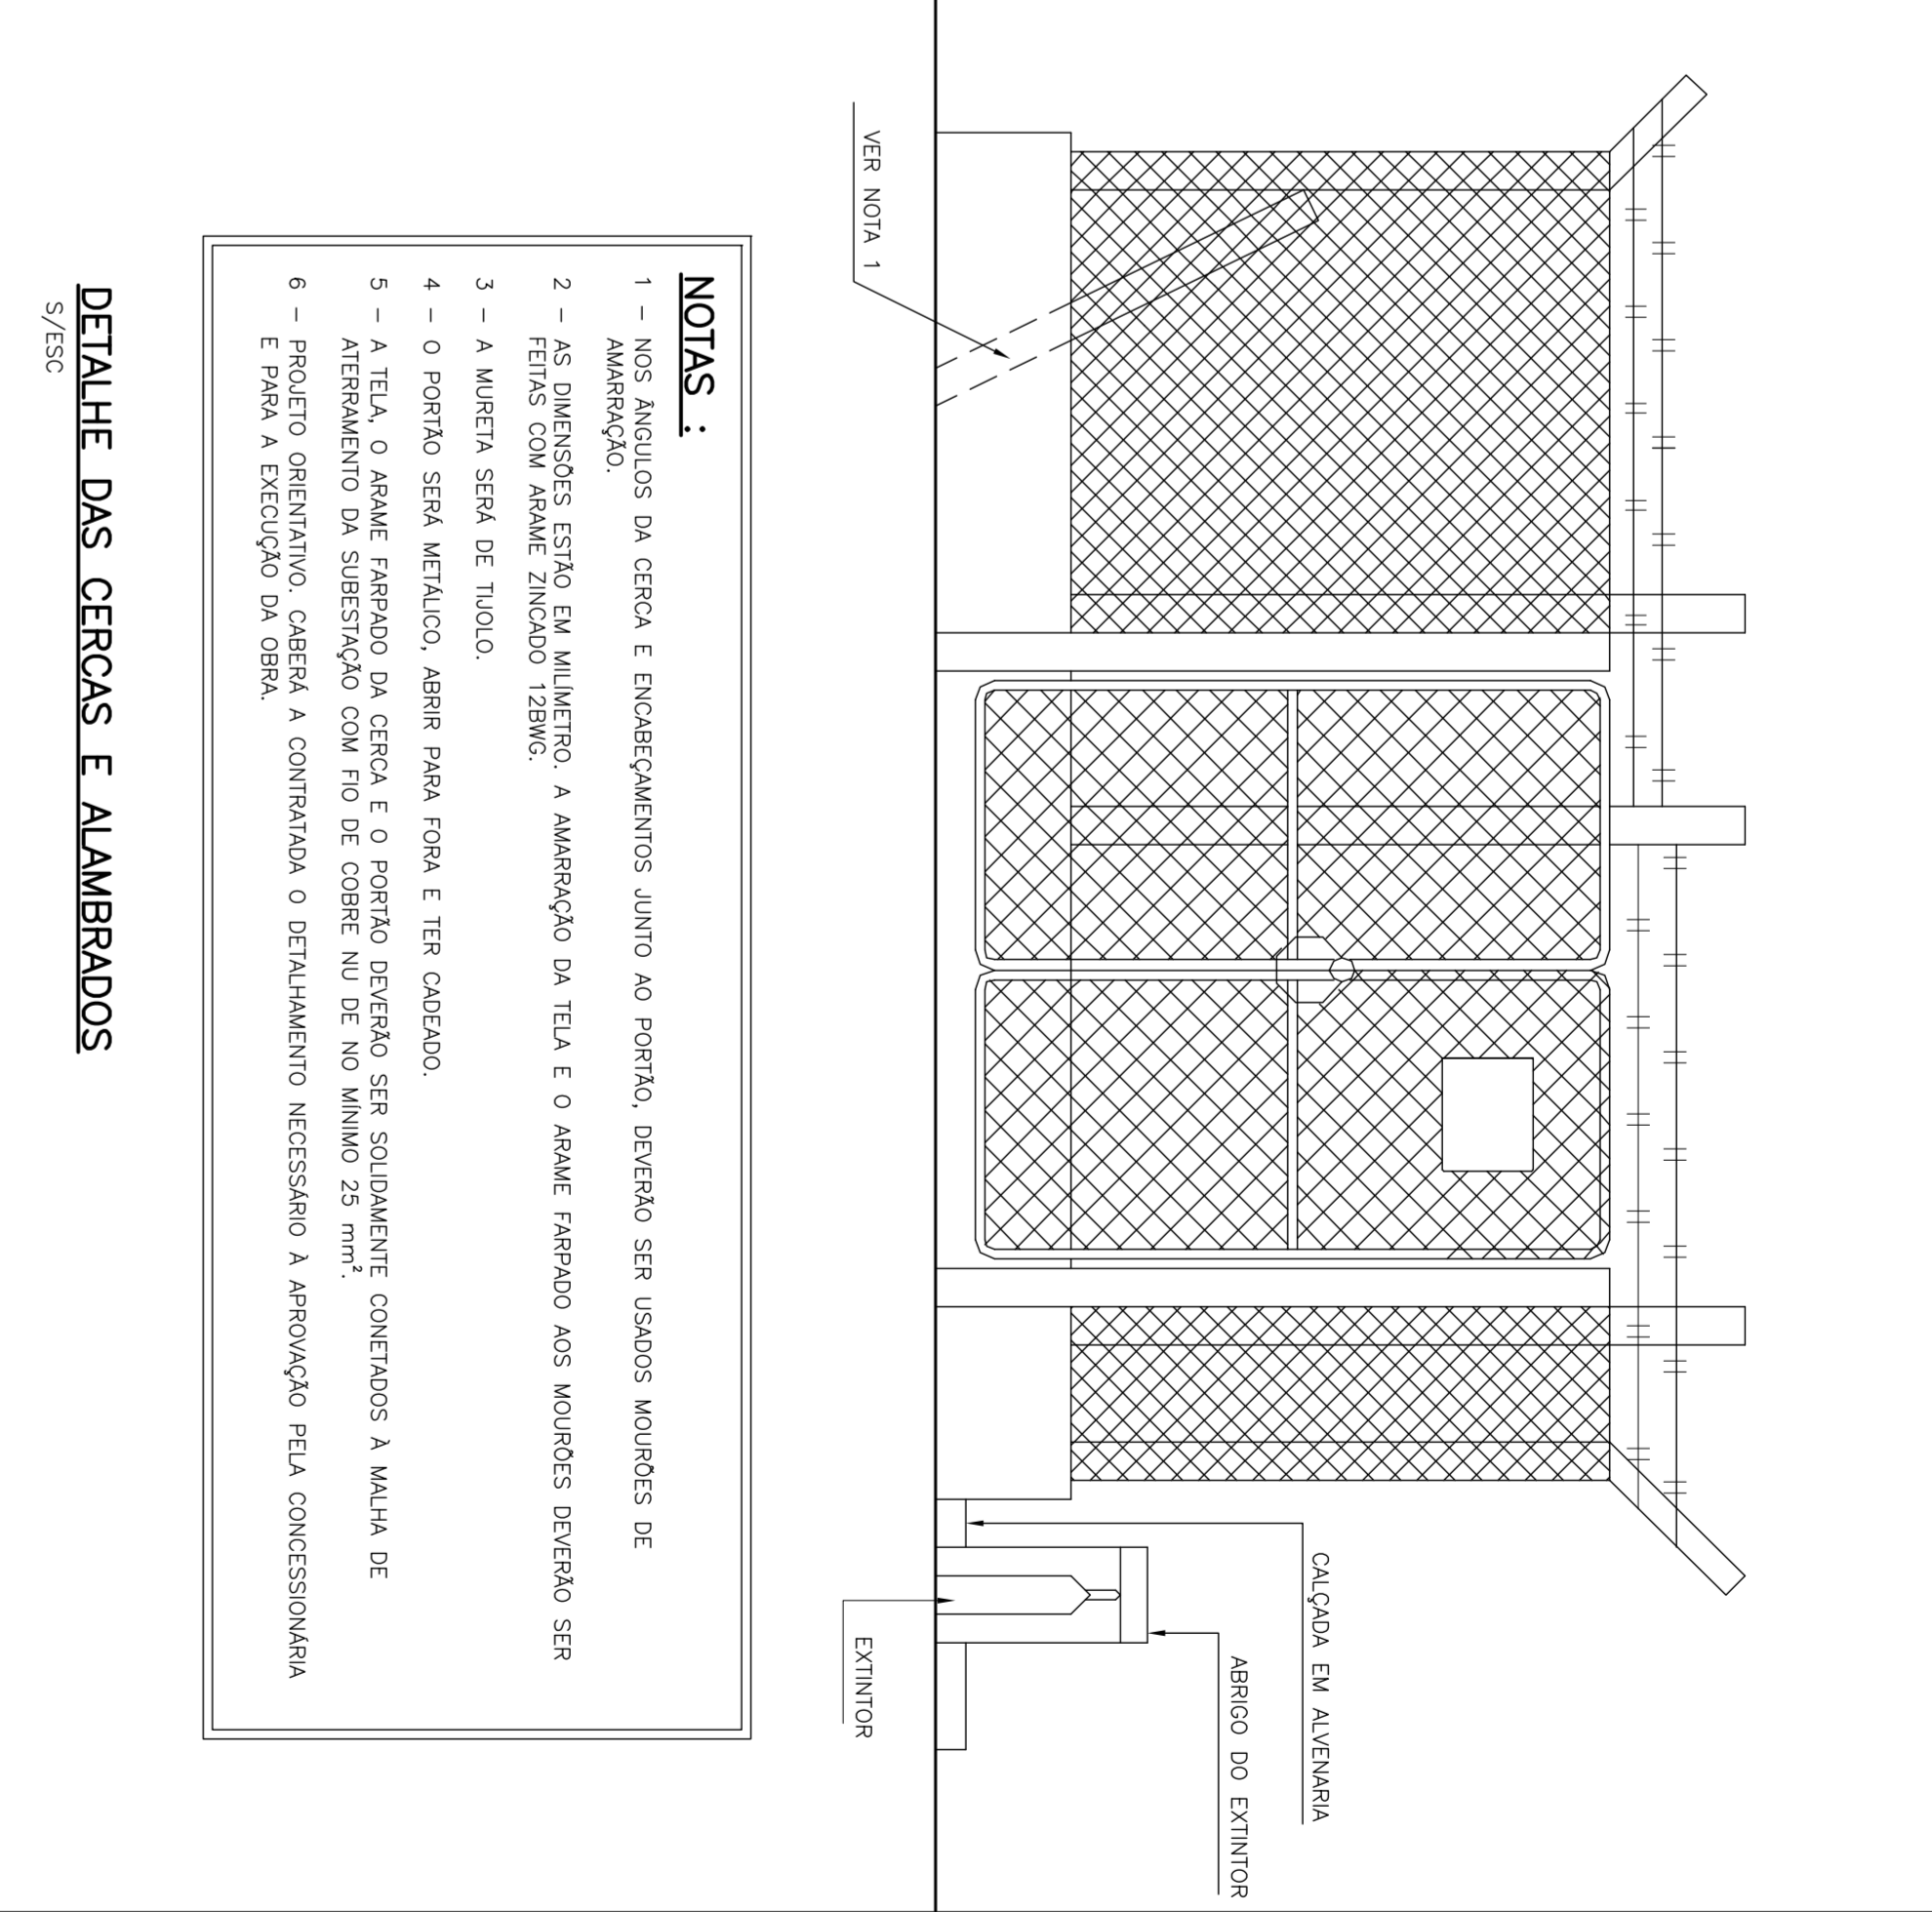 CALÇADA EM ALVENARIA
ABRIGO DO EXTINTOR
VER NOTA 1
EXTINTOR
NOTAS :
1 – NOS ÂNGULOS DA CERCA E ENCABEÇAMENTOS JUNTO AO PORTÃO, DEVERÃO SER USADOS MOURÕES DE
AMARRAÇÃO.
2 – AS DIMENSÕES ESTÃO EM MILÍMETRO. A AMARRAÇÃO DA TELA E O ARAME FARPADO AOS MOURÕES DEVERÃO SER
FEITAS COM ARAME ZINCADO 12BWG.
3 – A MURETA SERÁ DE TIJOLO.
4 – O PORTÃO SERÁ METÁLICO, ABRIR PARA FORA E TER CADEADO.
5 – A TELA, O ARAME FARPADO DA CERCA E O PORTÃO DEVERÃO SER SOLIDAMENTE CONETADOS À MALHA DE
ATERRAMENTO DA SUBESTAÇÃO COM FIO DE COBRE NU DE NO MÍNIMO 25 mm².
6 – PROJETO ORIENTATIVO. CABERÁ A CONTRATADA O DETALHAMENTO NECESSÁRIO À APROVAÇÃO PELA CONCESSIONÁRIA
E PARA A EXECUÇÃO DA OBRA.
DETALHE DAS CERCAS E ALAMBRADOS
S/ESC